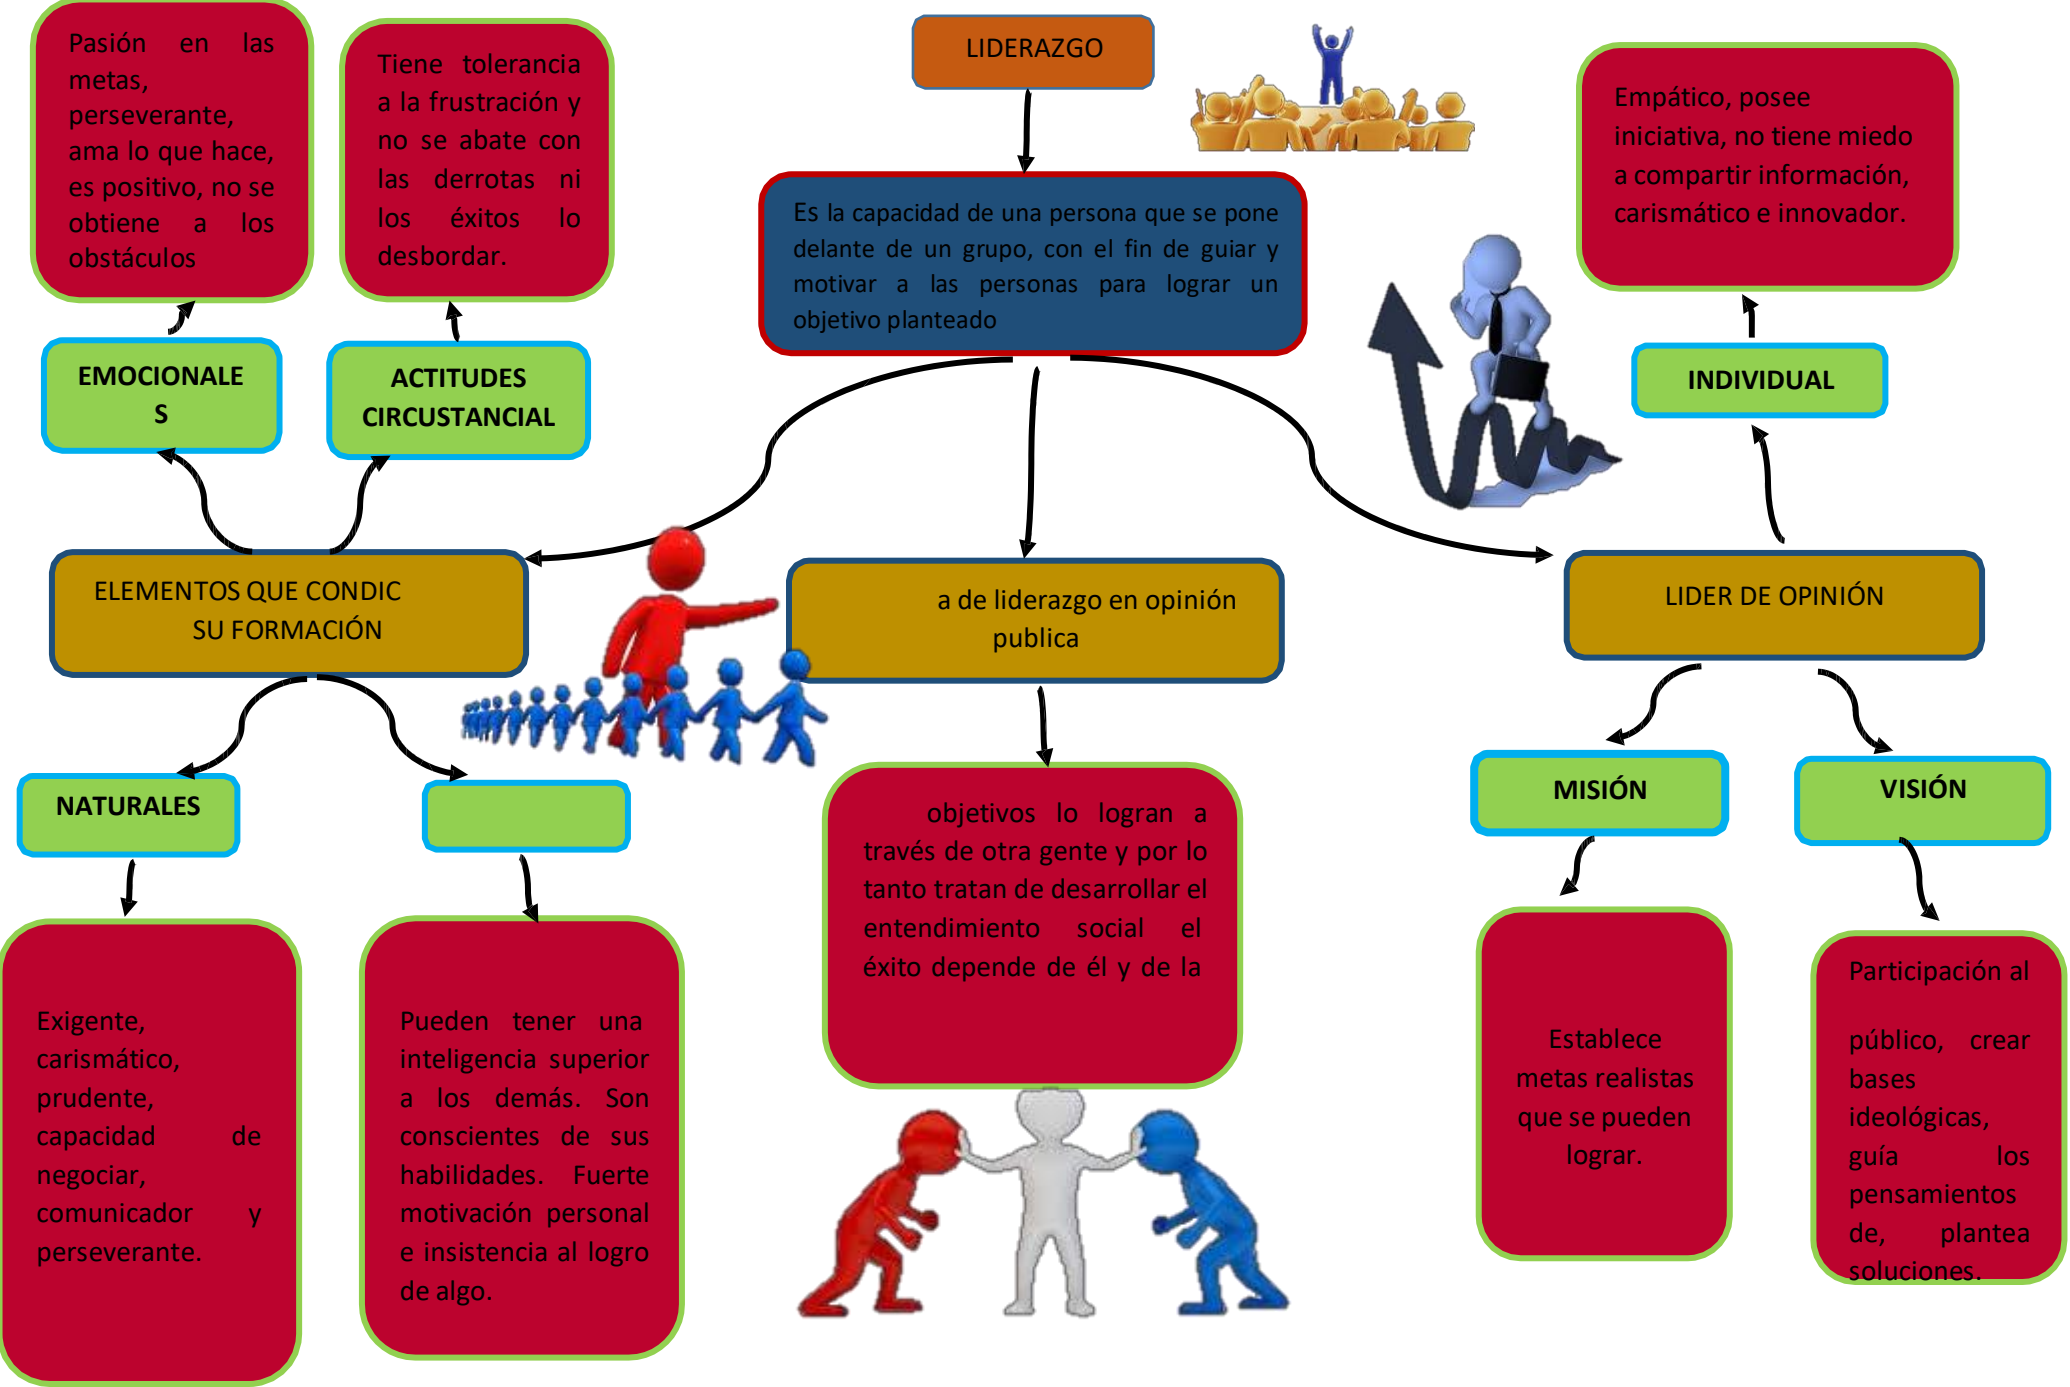 LIDERAZGO
Es la capacidad de una persona que se pone
delante de un grupo, con el fin de guiar y
motivar a las personas para lograr un
objetivo planteado
Pasión en las
metas,
perseverante,
ama lo que hace,
es positivo, no se
obtiene a los
obstáculos
Tiene tolerancia
a la frustración y
no se abate con
las derrotas ni
los éxitos lo
desbordar.
Empático, posee
iniciativa, no tiene miedo
a compartir información,
carismático e innovador.
EMOCIONALE
S
ACTITUDES
CIRCUSTANCIAL
INDIVIDUAL
ELEMENTOS QUE CONDIC
SU FORMACIÓN
a de liderazgo en opinión
publica
LIDER DE OPINIÓN
NATURALES
MISIÓN
VISIÓN
Exigente,
carismático,
prudente,
capacidad de
negociar,
comunicador y
perseverante.
Pueden tener una
inteligencia superior
a los demás. Son
conscientes de sus
habilidades. Fuerte
motivación personal
e insistencia al logro
de algo.
objetivos lo logran a
través de otra gente y por lo
tanto tratan de desarrollar el
entendimiento social el
éxito depende de él y de la
Establece
metas realistas
que se pueden
lograr.
Participación al
público, crear
bases
ideológicas,
guía los
pensamientos
de, plantea
soluciones.